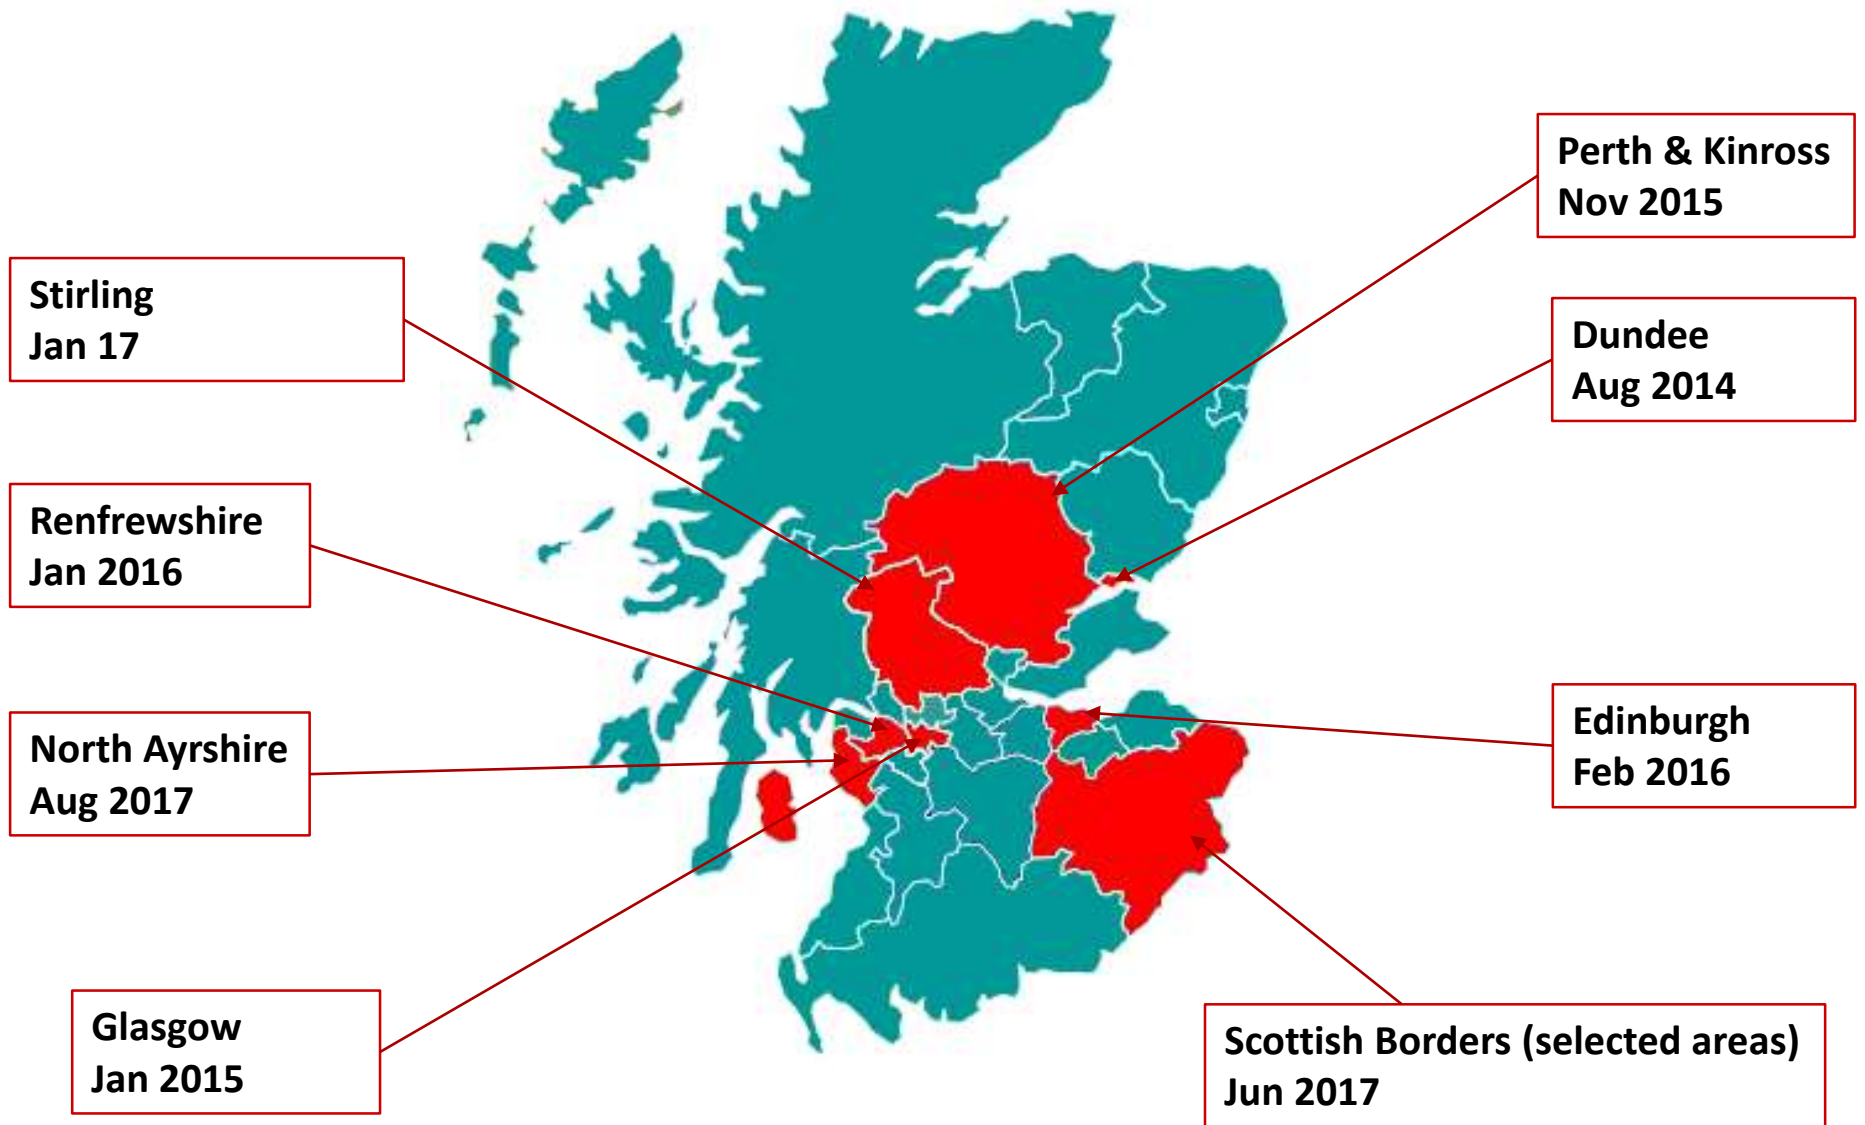 Perth & Kinross
Nov 2015
Stirling
Jan 17
Dundee
Aug 2014
Renfrewshire
Jan 2016
North Ayrshire
Aug 2017
Edinburgh
Feb 2016
Glasgow
Jan 2015
Scottish Borders (selected areas)
Jun 2017